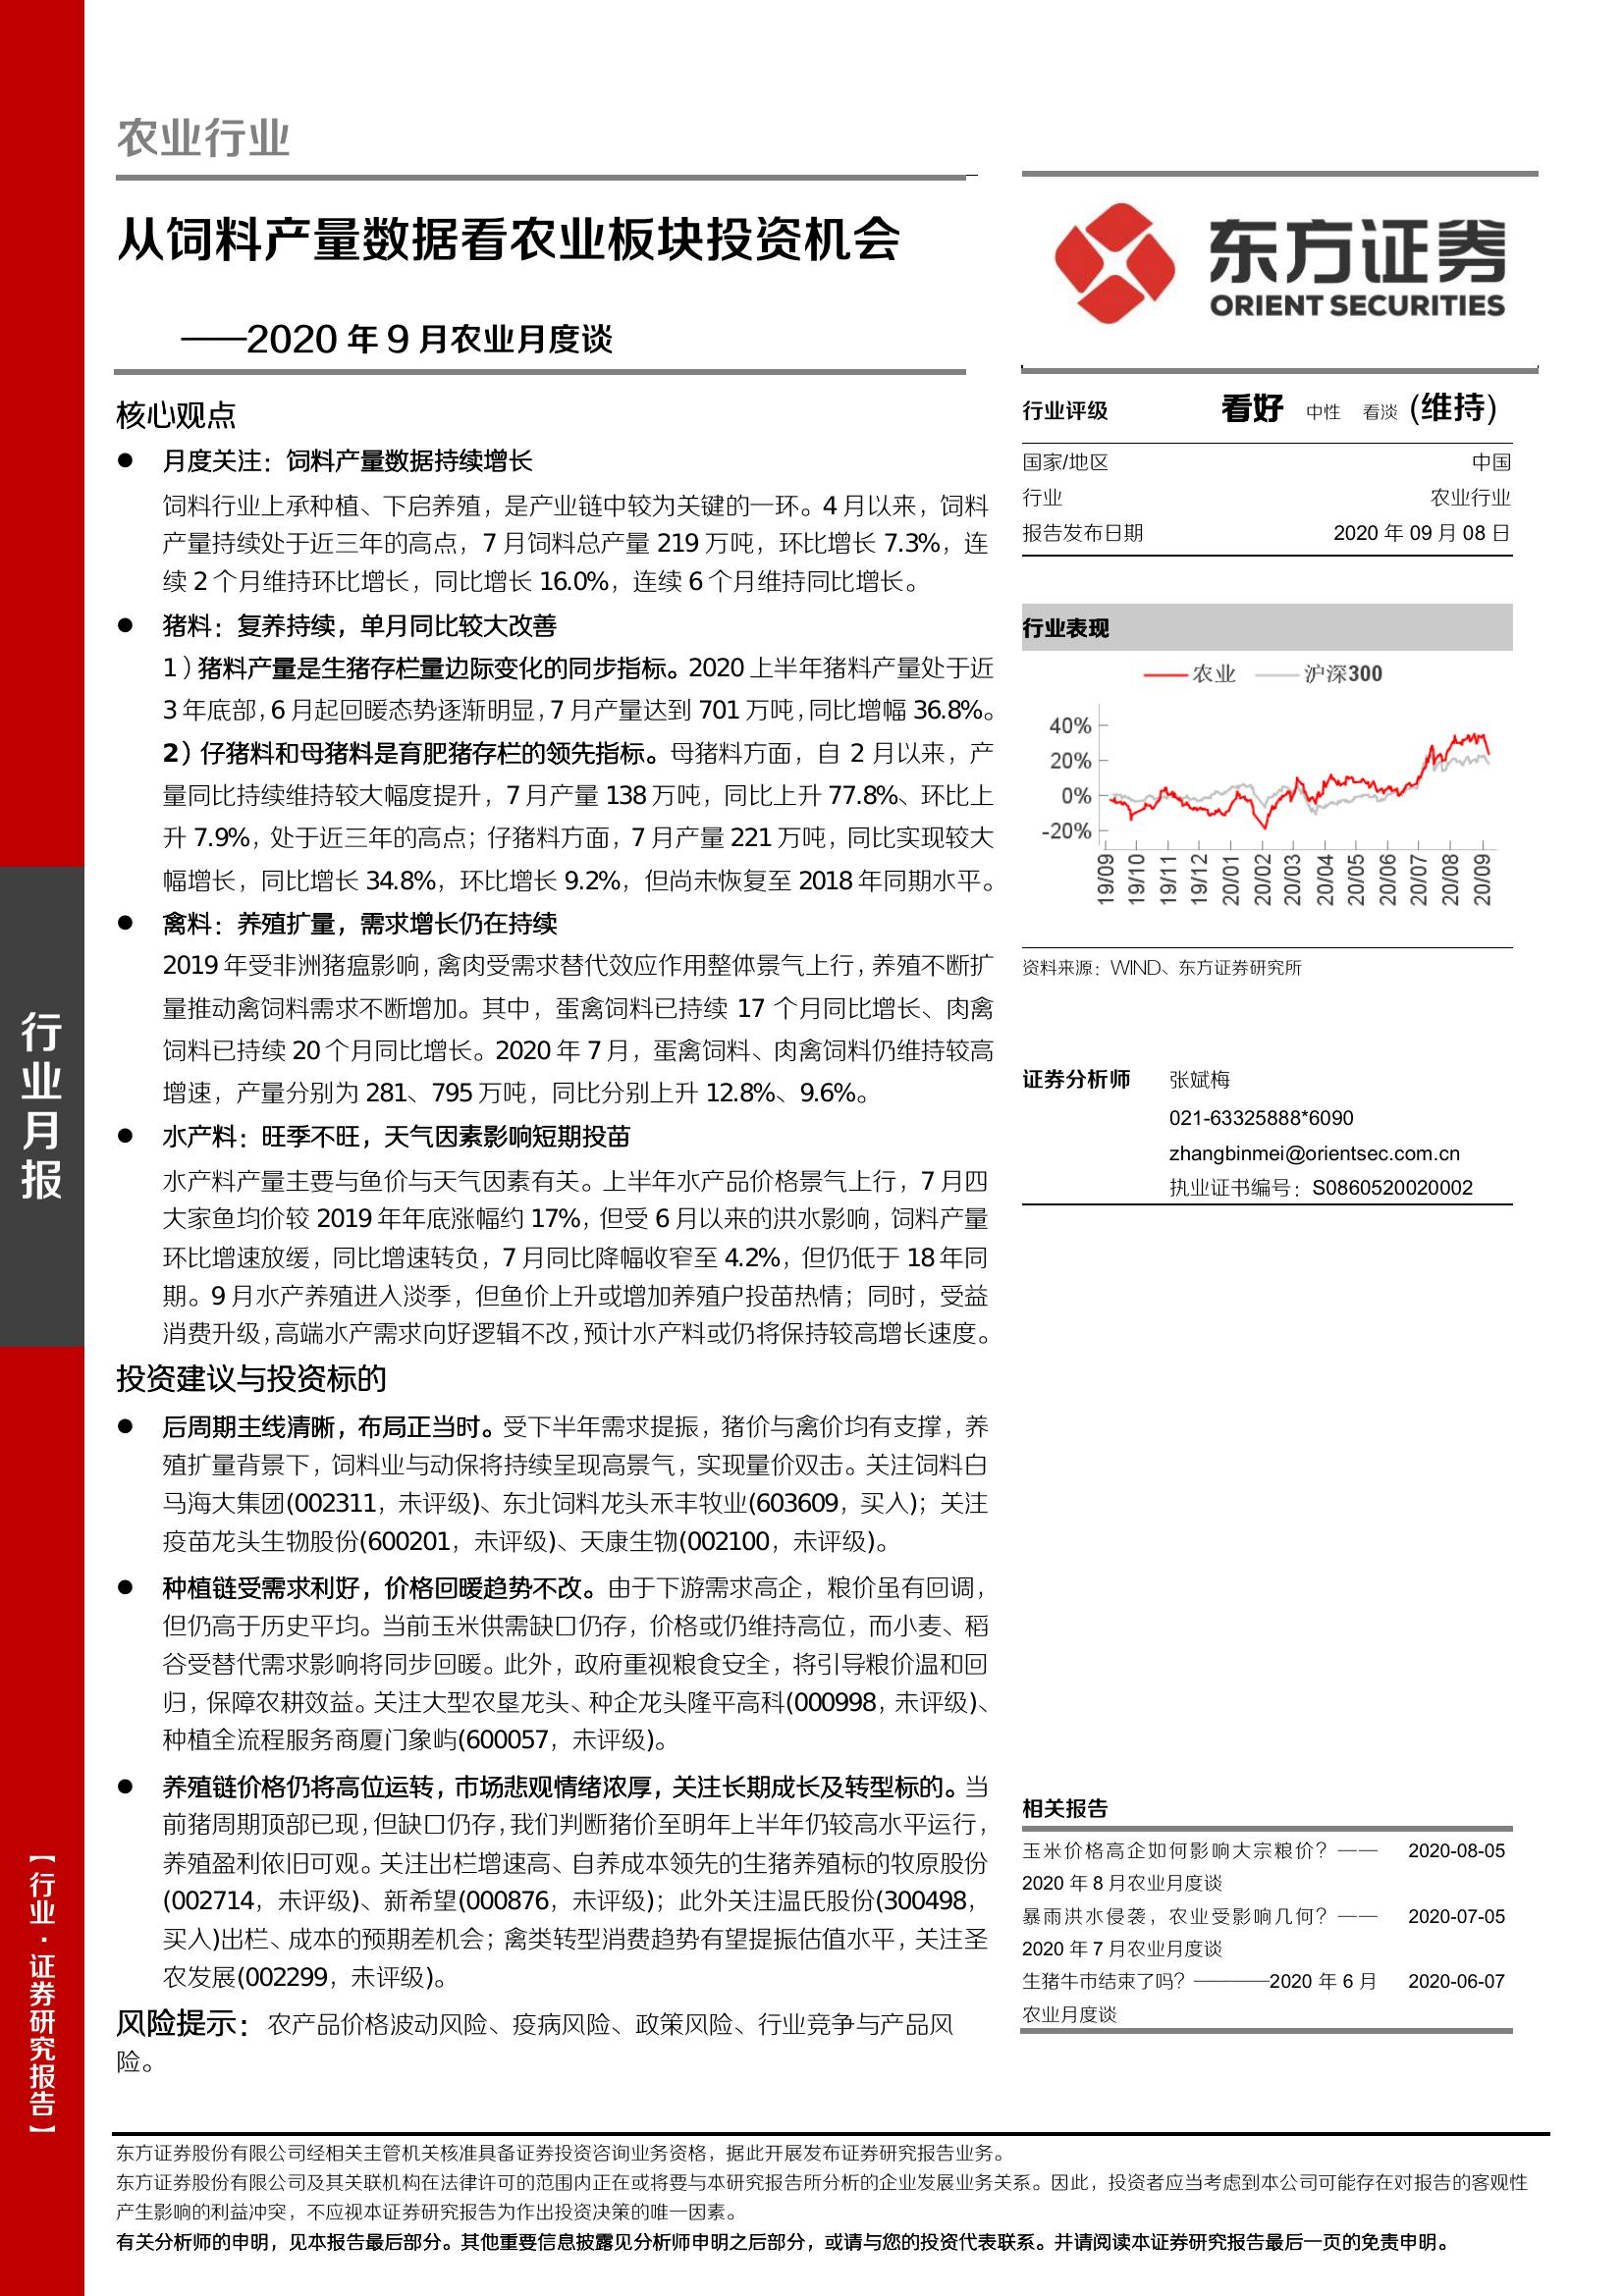 农业行业
从饲料产量数据看农业板块投资机会
——2020 年 9 月农业月度谈
核心观点
● 月度关注：饲料产量数据持续增长
饲料行业上承种植、下启养殖，是产业链中较为关键的一环。4 月以来，饲料
产量持续处于近三年的高点，7 月饲料总产量 219 万吨，环比增长 7.3%，连
续 2 个月维持环比增长，同比增长 16.0%，连续 6 个月维持同比增长。
● 猪料：复养持续，单月同比较大改善
1）猪料产量是生猪存栏量边际变化的同步指标。2020 上半年猪料产量处于近
3 年底部，6 月起回暖态势逐渐明显，7 月产量达到 701 万吨，同比增幅 36.8%。
2）仔猪料和母猪料是育肥猪存栏的领先指标。母猪料方面，自 2 月以来，产
量同比持续维持较大幅度提升，7 月产量 138 万吨，同比上升 77.8%、环比上
升 7.9%，处于近三年的高点；仔猪料方面，7 月产量 221 万吨，同比实现较大
幅增长，同比增长 34.8%，环比增长 9.2%，但尚未恢复至 2018 年同期水平。
● 禽料：养殖扩量，需求增长仍在持续
2019 年受非洲猪瘟影响，禽肉受需求替代效应作用整体景气上行，养殖不断扩
量推动禽饲料需求不断增加。其中，蛋禽饲料已持续 17 个月同比增长、肉禽
饲料已持续 20 个月同比增长。2020 年 7 月，蛋禽饲料、肉禽饲料仍维持较高
增速，产量分别为 281、795 万吨，同比分别上升 12.8%、9.6%。
● 水产料：旺季不旺，天气因素影响短期投苗
水产料产量主要与鱼价与天气因素有关。上半年水产品价格景气上行，7 月四
大家鱼均价较 2019 年年底涨幅约 17%，但受 6 月以来的洪水影响，饲料产量
环比增速放缓，同比增速转负，7 月同比降幅收窄至 4.2%，但仍低于 18 年同
期。9 月水产养殖进入淡季，但鱼价上升或增加养殖户投苗热情；同时，受益
消费升级，高端水产需求向好逻辑不改，预计水产料或仍将保持较高增长速度。
投资建议与投资标的
● 后周期主线清晰，布局正当时。受下半年需求提振，猪价与禽价均有支撑，养
殖扩量背景下，饲料业与动保将持续呈现高景气，实现量价双击。关注饲料白
马海大集团(002311，未评级)、东北饲料龙头禾丰牧业(603609，买入)；关注
疫苗龙头生物股份(600201，未评级)、天康生物(002100，未评级)。
● 种植链受需求利好，价格回暖趋势不改。由于下游需求高企，粮价虽有回调，
但仍高于历史平均。当前玉米供需缺口仍存，价格或仍维持高位，而小麦、稻
谷受替代需求影响将同步回暖。此外，政府重视粮食安全，将引导粮价温和回
归，保障农耕效益。关注大型农垦龙头、种企龙头隆平高科(000998，未评级)、
种植全流程服务商厦门象屿(600057，未评级)。
● 养殖链价格仍将高位运转，市场悲观情绪浓厚，关注长期成长及转型标的。当
前猪周期顶部已现，但缺口仍存，我们判断猪价至明年上半年仍较高水平运行，
养殖盈利依旧可观。关注出栏增速高、自养成本领先的生猪养殖标的牧原股份
(002714，未评级)、新希望(000876，未评级)；此外关注温氏股份(300498，
买入)出栏、成本的预期差机会；禽类转型消费趋势有望提振估值水平，关注圣
农发展(002299，未评级)。
风险提示：农产品价格波动风险、疫病风险、政策风险、行业竞争与产品风
险。
东方证券
ORIENT SECURITIES
行业评级 看好 中性 看淡 (维持)
国家/地区 中国
行业 农业行业
报告发布日期 2020 年 09 月 08 日
行业表现
农业 沪深300
40%
20%
0%
-20%
19/09 19/10 19/11 19/12 20/01 20/02 20/03 20/04 20/05 20/06 20/07 20/08 20/09
资料来源：WIND、东方证券研究所
证券分析师 张斌梅
021-63325888*6090
zhangbinmei@orientsec.com.cn
执业证书编号：S0860520020002
相关报告
玉米价格高企如何影响大宗粮价？—— 2020-08-05
2020 年 8 月农业月度谈
暴雨洪水侵袭，农业受影响几何？—— 2020-07-05
2020 年 7 月农业月度谈
生猪牛市结束了吗？————2020 年 6 月 2020-06-07
农业月度谈
行业月报
【行业·证券研究报告】
东方证券股份有限公司经相关主管机关核准具备证券投资咨询业务资格，据此开展发布证券研究报告业务。
东方证券股份有限公司及其关联机构在法律许可的范围内正在或将要与本研究报告所分析的企业发展业务关系。因此，投资者应当考虑到本公司可能存在对报告的客观性
产生影响的利益冲突，不应视本证券研究报告为作出投资决策的唯一因素。
有关分析师的申明，见本报告最后部分。其他重要信息披露见分析师申明之后部分，或请与您的投资代表联系。并请阅读本证券研究报告最后一页的免责申明。